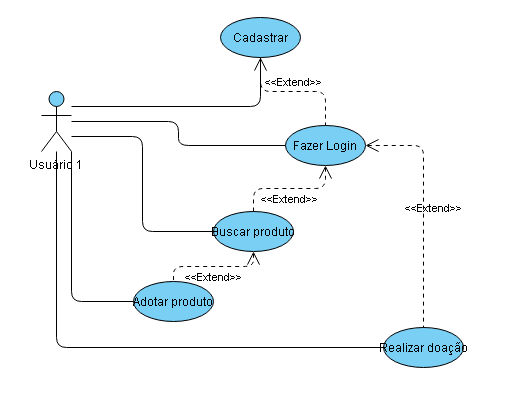 Cadastrar
<<Extend>>
Fazer Login
Usuário 1
<<Extend>>
<<Extend>>
Buscar produto
<<Extend>>
Adotar produto
Realizar doação